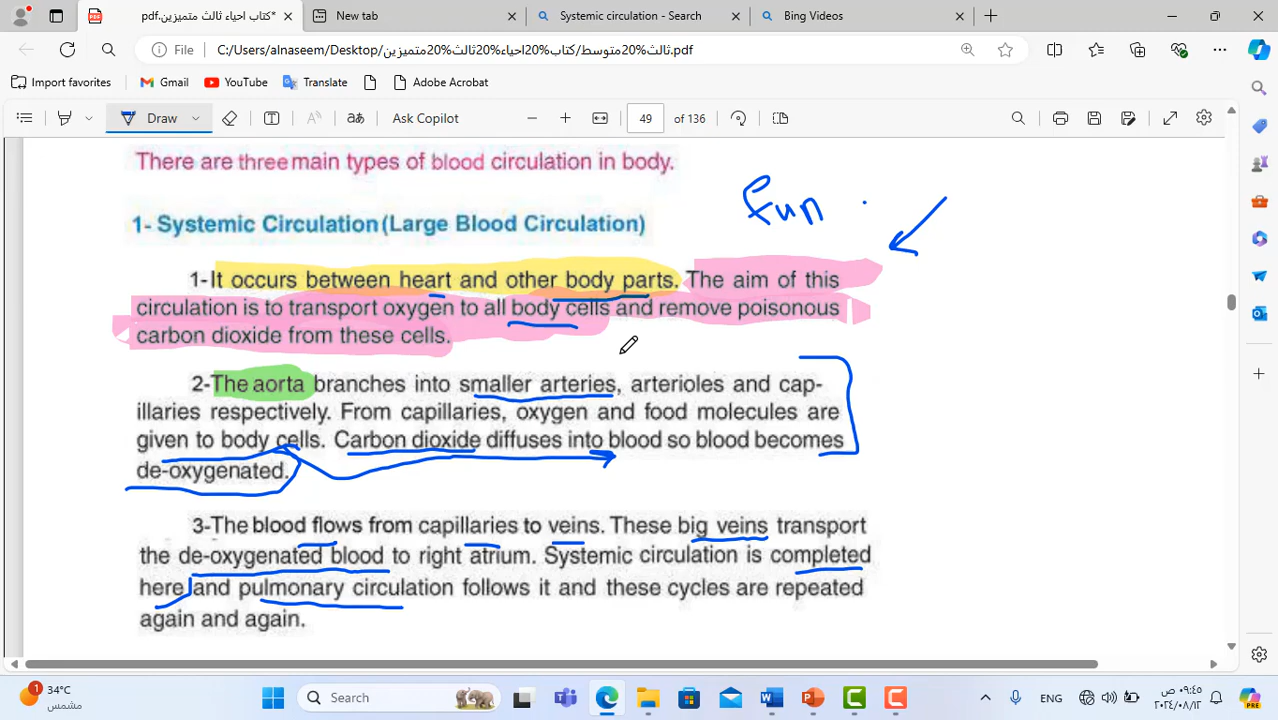 كتاب احياء ثالث متميزين.pdf*
New tab
Systemic circulation - Search
Bing Videos
File
C:/Users/alnaseem/Desktop/ثالث%20متوسط/كتاب%20احياء%20ثالث%20متميزين.pdf
Import favorites
Gmail
YouTube
Translate
Adobe Acrobat
Draw
Ask Copilot
49
of 136
There are three main types of blood circulation in body.
fun
1- Systemic Circulation (Large Blood Circulation)
1-It occurs between heart and other body parts. The aim of this
circulation is to transport oxygen to all body cells and remove poisonous
carbon dioxide from these cells.
2-The aorta branches into smaller arteries, arterioles and cap-
illaries respectively. From capillaries, oxygen and food molecules are
given to body cells. Carbon dioxide diffuses into blood so blood becomes
de-oxygenated.
3-The blood flows from capillaries to veins. These big veins transport
the de-oxygenated blood to right atrium. Systemic circulation is completed
here and pulmonary circulation follows it and these cycles are repeated
again and again.
1
34°C
مشمس
Search
ENG
٠٩:٤٥ ص
٢٠٢٤/٠٨/١٢